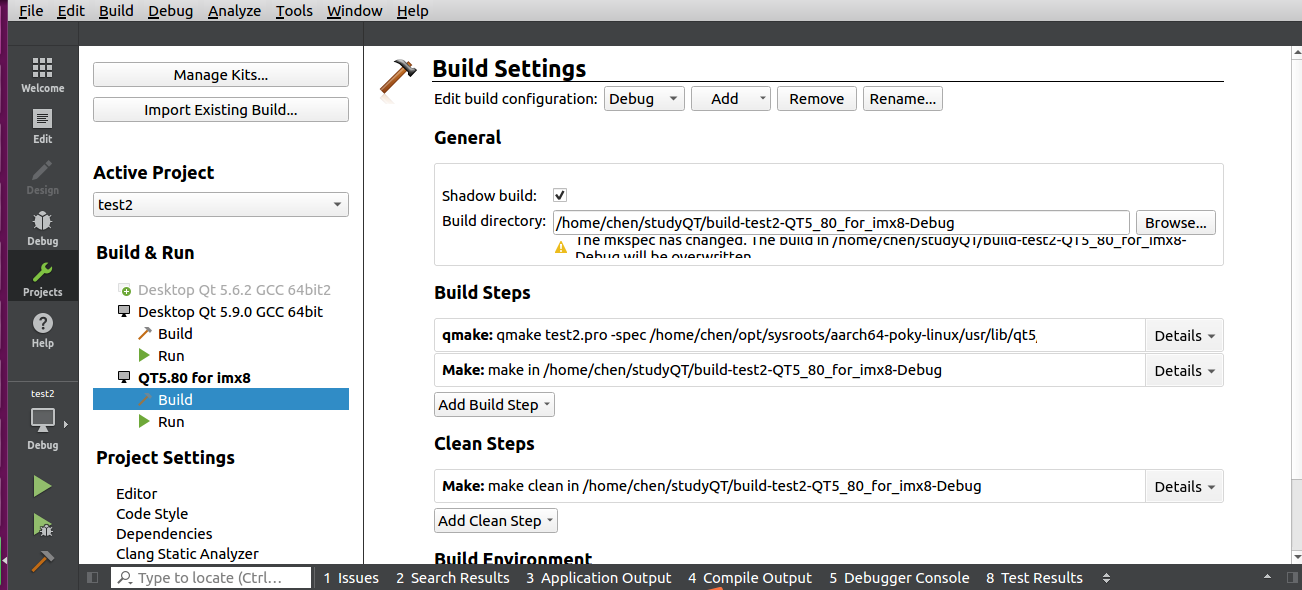 File Edit Build Debug Analyze Tools Window Help
Welcome
Edit
Design
Debug
Projects
Help
test2
Debug
Manage Kits...
Import Existing Build...
Active Project
test2
Build & Run
Desktop Qt 5.6.2 GCC 64bit2
Desktop Qt 5.9.0 GCC 64bit
Build
Run
QT5.80 for imx8
Build
Run
Project Settings
Editor
Code Style
Dependencies
Clang Static Analyzer
Build Settings
Edit build configuration: Debug Add Remove Rename...
General
Shadow build:
Build directory: /home/chen/studyQT/build-test2-QT5_80_for_imx8-Debug Browse...
The mkspec has changed. The build in /home/chen/studyQT/build-test2-QT5_80_for_imx8-
Debug will be overwritten
Build Steps
qmake: qmake test2.pro -spec /home/chen/opt/sysroots/aarch64-poky-linux/usr/lib/qt5, Details
Make: make in /home/chen/studyQT/build-test2-QT5_80_for_imx8-Debug Details
Add Build Step
Clean Steps
Make: make clean in /home/chen/studyQT/build-test2-QT5_80_for_imx8-Debug Details
Add Clean Step
Build Environment
Type to locate (Ctrl... 1 Issues 2 Search Results 3 Application Output 4 Compile Output 5 Debugger Console 8 Test Results